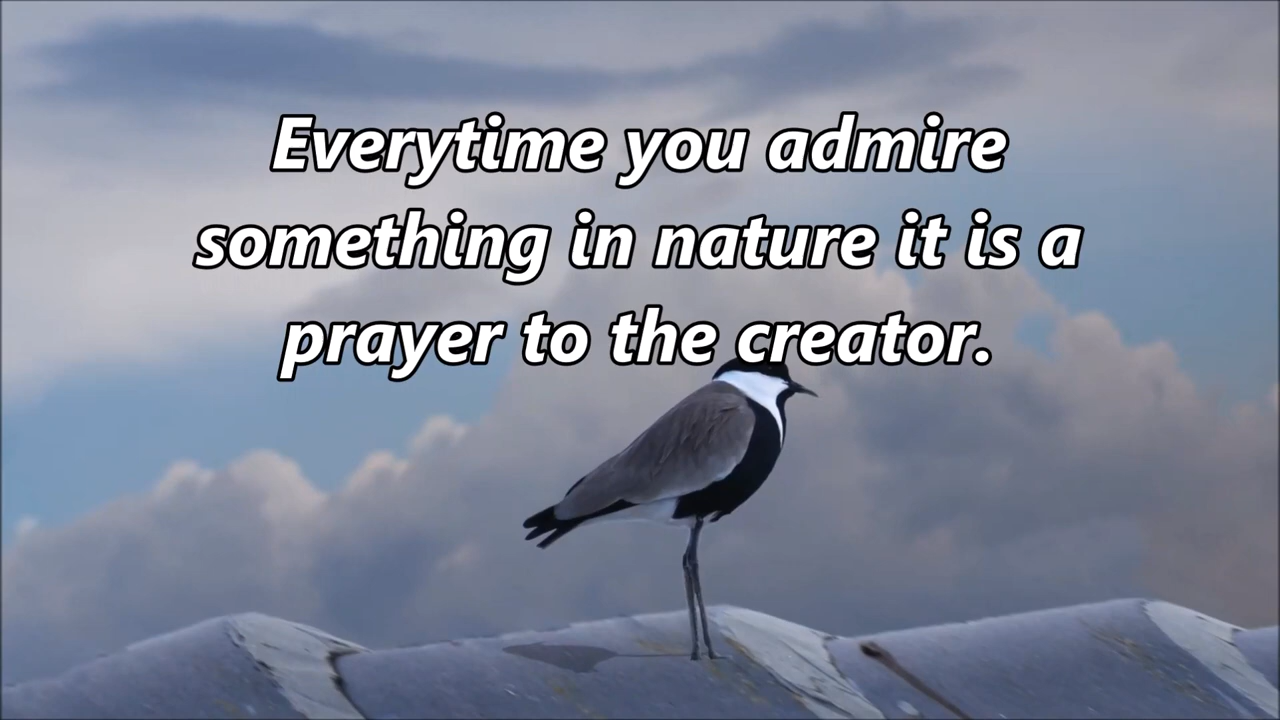 Everytime you admire
something in nature it is a
prayer to the creator.